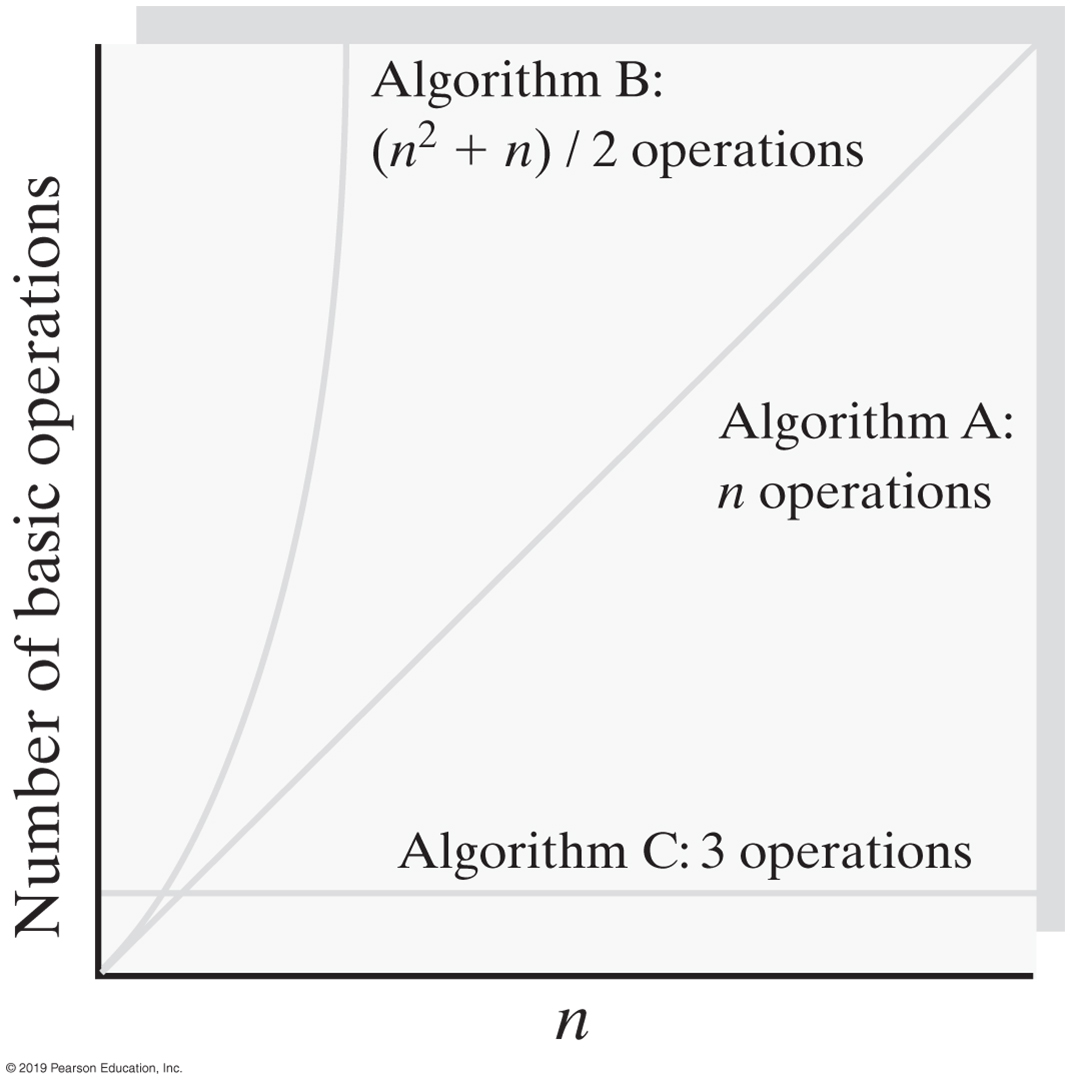 Algorithm B:
(n² + n) / 2 operations
Algorithm A:
n operations
Algorithm C: 3 operations
Number of basic operations
n
© 2019 Pearson Education, Inc.